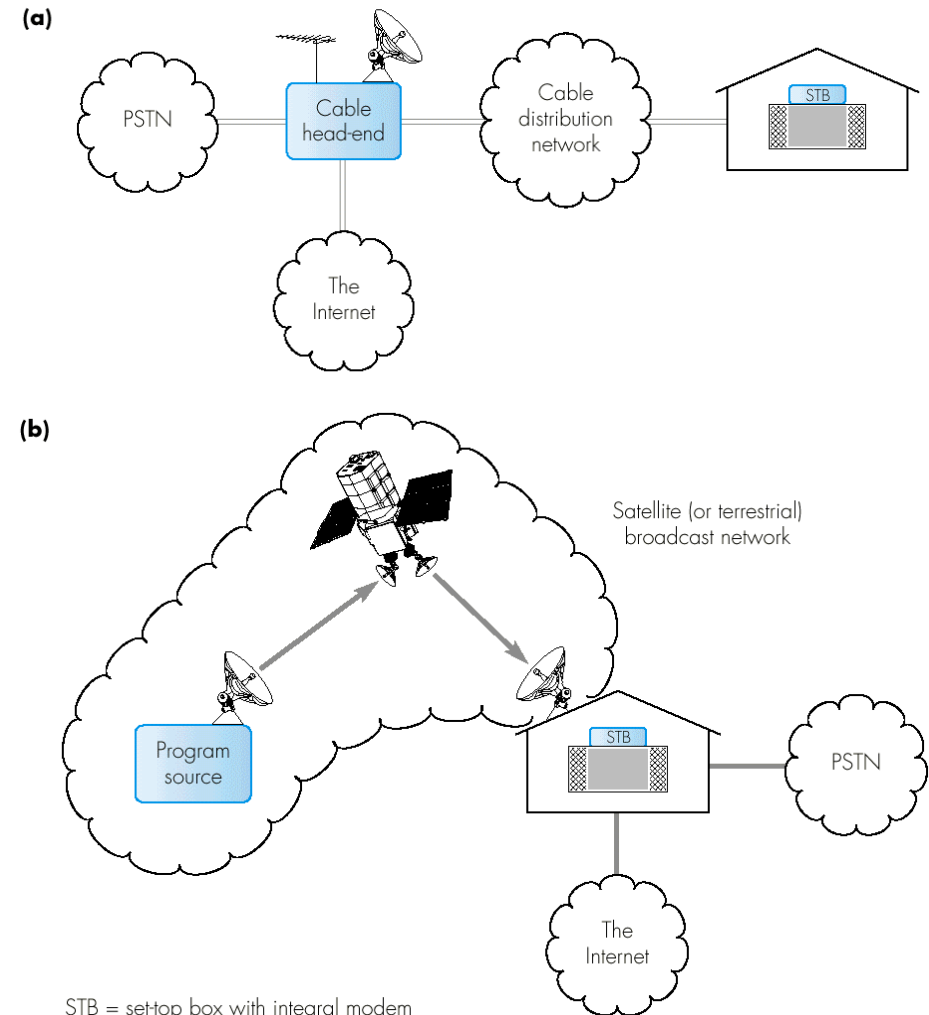 (a)
PSTN
Cable
head-end
Cable
distribution
network
STB
The
Internet
(b)
Satellite (or terrestrial)
broadcast network
Program
source
STB
PSTN
The
Internet
STB = set-top box with integral modem